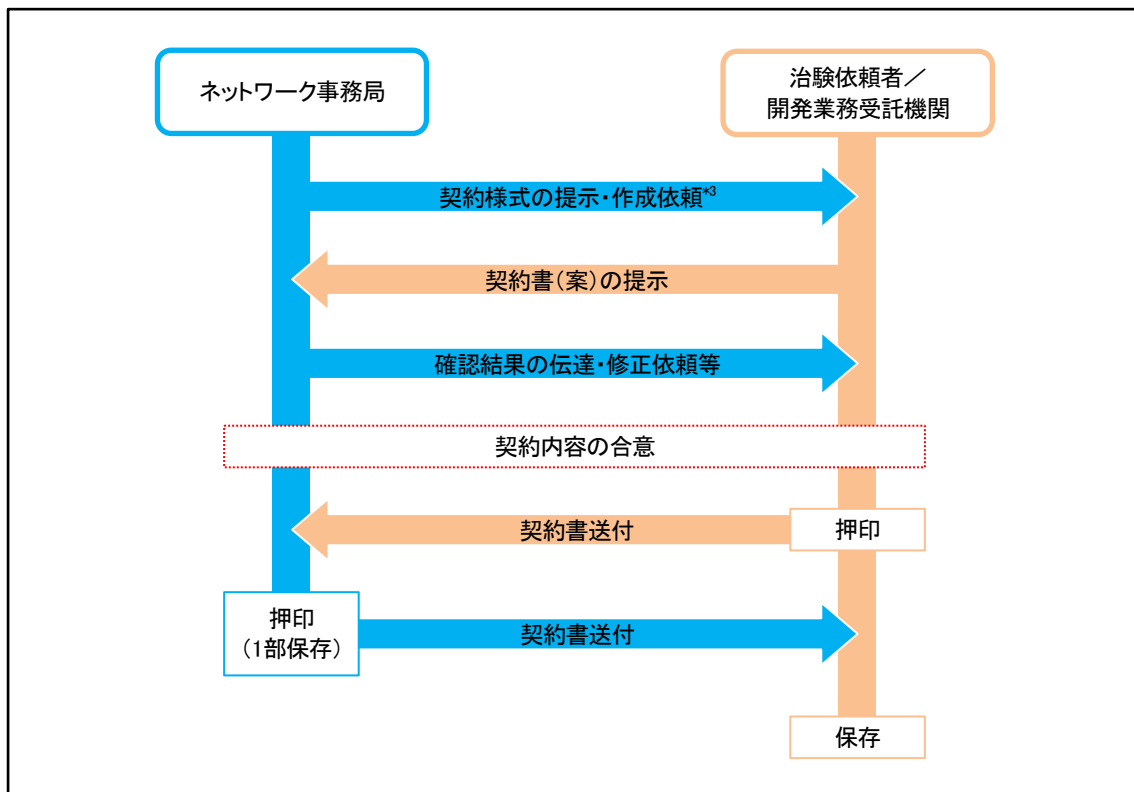 ネットワーク事務局
治験依頼者／
開発業務受託機関
契約様式の提示・作成依頼*3
契約書（案）の提示
確認結果の伝達・修正依頼等
契約内容の合意
契約書送付
押印
押印
（1部保存）
契約書送付
保存